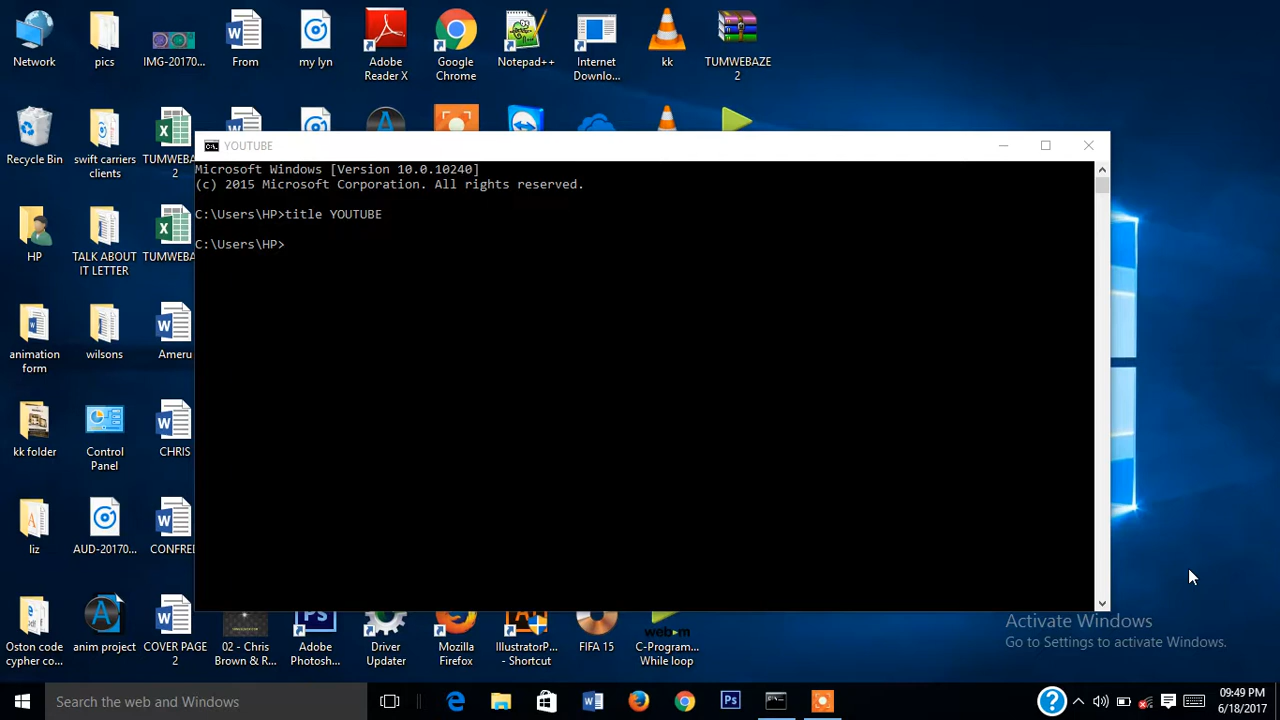 Network
pics
IMG-20170...
From
my lyn
Adobe
Reader X
Google
Chrome
Notepad++
Internet
Downlo...
kk
TUMWEBAZE
2
Recycle Bin
swift carriers
clients
TUMWEBA
2
YOUTUBE
Microsoft Windows [Version 10.0.10240]
(c) 2015 Microsoft Corporation. All rights reserved.
C:\Users\HP>title YOUTUBE
C:\Users\HP>
HP
TALK ABOUT
IT LETTER
TUMWEBA
animation
form
wilsons
Ameru
kk folder
Control
Panel
CHRIS
liz
AUD-20170...
CONFRED
Oston code
cypher co...
anim project
COVER PAGE
2
02 - Chris
Brown & R...
Adobe
Photosh...
Driver
Updater
Mozilla
Firefox
IllustratorP...
- Shortcut
FIFA 15
C-Program...
While loop
Activate Windows
Go to Settings to activate Windows.
Search the web and Windows
09:49 PM
6/18/2017